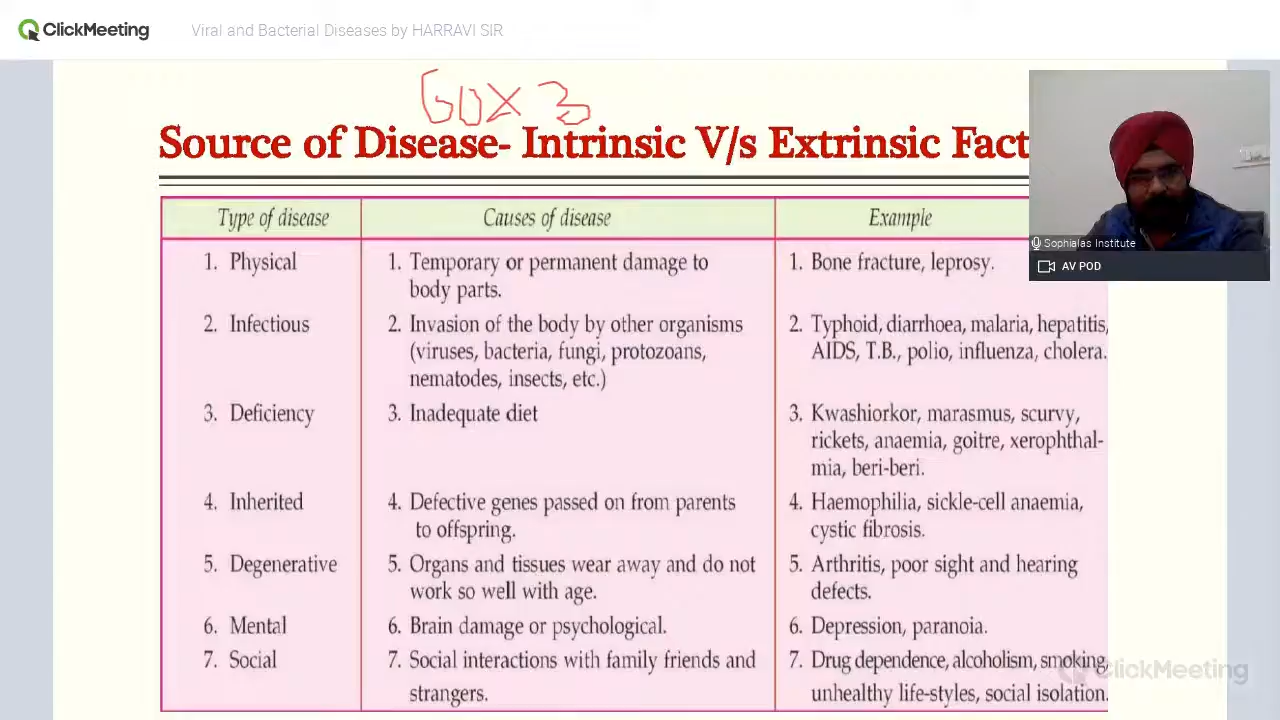 ClickMeeting Viral and Bacterial Diseases by HARRAVI SIR
60x3
Source of Disease- Intrinsic V/s Extrinsic Fact
Sophialas Institute
AV POD
Type of disease Causes of disease Example
1. Physical 1. Temporary or permanent damage to 1. Bone fracture, leprosy.
body parts.
2. Infectious 2. Invasion of the body by other organisms 2. Typhoid, diarrhoea, malaria, hepatitis,
(viruses, bacteria, fungi, protozoans, AIDS, T.B., polio, influenza, cholera.
nematodes, insects, etc.)
3. Deficiency 3. Inadequate diet 3. Kwashiorkor, marasmus, scurvy,
rickets, anaemia, goitre, xerophthal-
mia, beri-beri.
4. Inherited 4. Defective genes passed on from parents 4. Haemophilia, sickle-cell anaemia,
to offspring. cystic fibrosis.
5. Degenerative 5. Organs and tissues wear away and do not 5. Arthritis, poor sight and hearing
work so well with age. defects.
6. Mental 6. Brain damage or psychological. 6. Depression, paranoia.
7. Social 7. Social interactions with family friends and 7. Drug dependence, alcoholism, smoking,
strangers. unhealthy life-styles, social isolation.
ClickMeeting